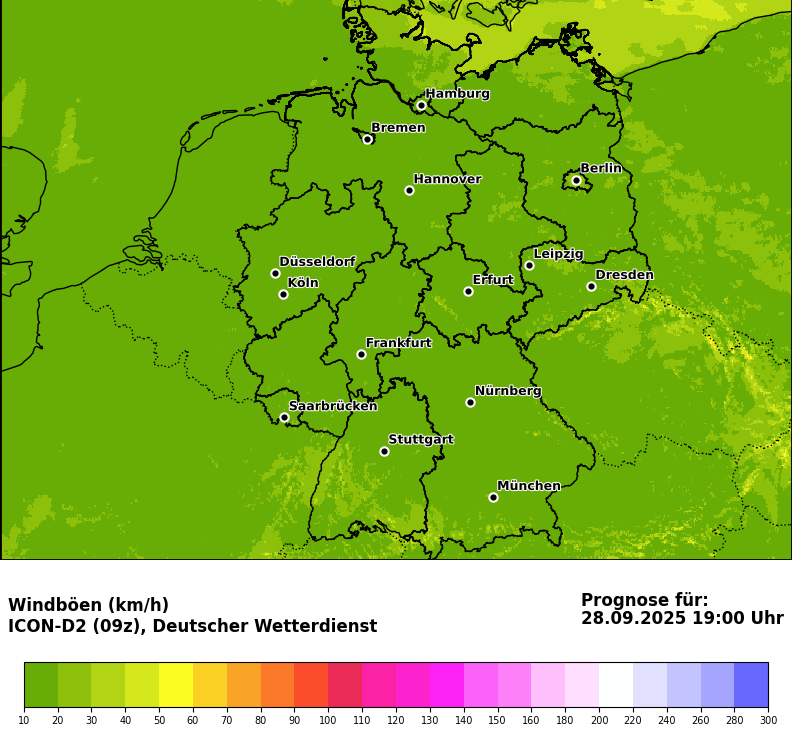 Hamburg
Bremen
Hannover
Berlin
Düsseldorf
Köln
Leipzig
Erfurt
Dresden
Frankfurt
Saarbrücken
Nürnberg
Stuttgart
München
Windböen (km/h)
ICON-D2 (09z), Deutscher Wetterdienst
Prognose für:
28.09.2025 19:00 Uhr
10 20 30 40 50 60 70 80 90 100 110 120 130 140 150 160 180 200 220 240 260 280 300